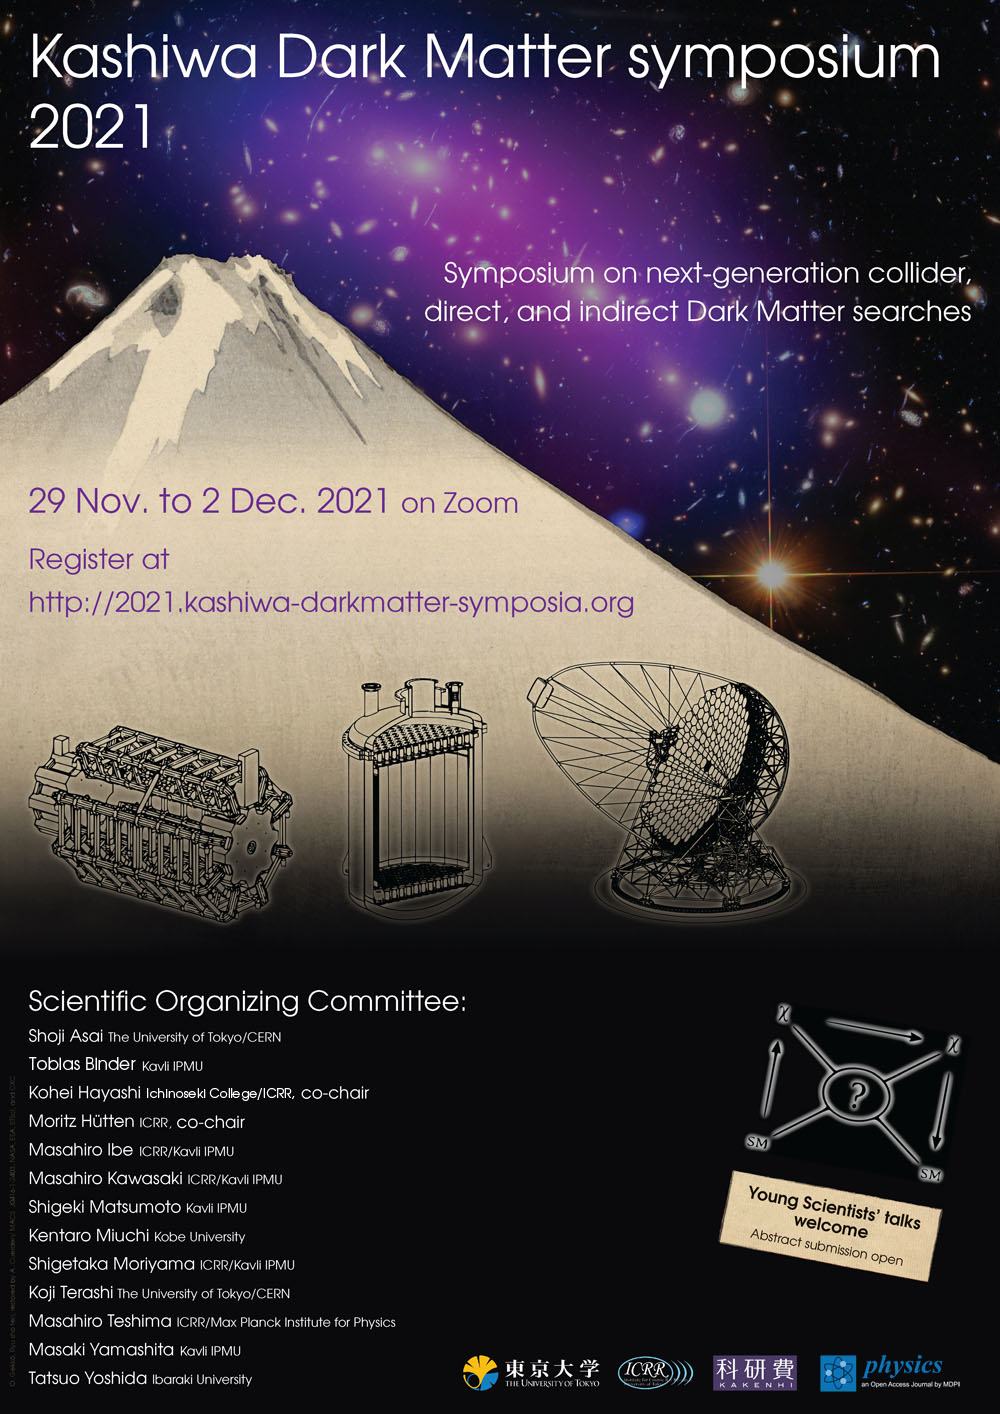 Kashiwa Dark Matter symposium
2021
Symposium on next-generation collider,
direct, and indirect Dark Matter searches
29 Nov. to 2 Dec. 2021 on Zoom
Register at
http://2021.kashiwa-darkmatter-symposia.org
Scientific Organizing Committee:
Shoji Asai The University of Tokyo/CERN
Tobias Binder Kavli IPMU
Kohei Hayashi Ichinoseki College/ICRR, co-chair
Moritz Hütten ICRR, co-chair
Masahiro Ibe ICRR/Kavli IPMU
Masahiro Kawasaki ICRR/Kavli IPMU
Shigeki Matsumoto Kavli IPMU
Kentaro Miuchi Kobe University
Shigetaka Moriyama ICRR/Kavli IPMU
Koji Terashi The University of Tokyo/CERN
Masahiro Teshima ICRR/Max Planck Institute for Physics
Masaki Yamashita Kavli IPMU
Tatsuo Yoshida Ibaraki University
χ
χ
?
SM
SM
Young Scientists' talks
welcome
Abstract submission open
東京大学
THE UNIVERSITY OF TOKYO
ICRR
科研費
KAKENHI
physics
an Open Access Journal by MDPI